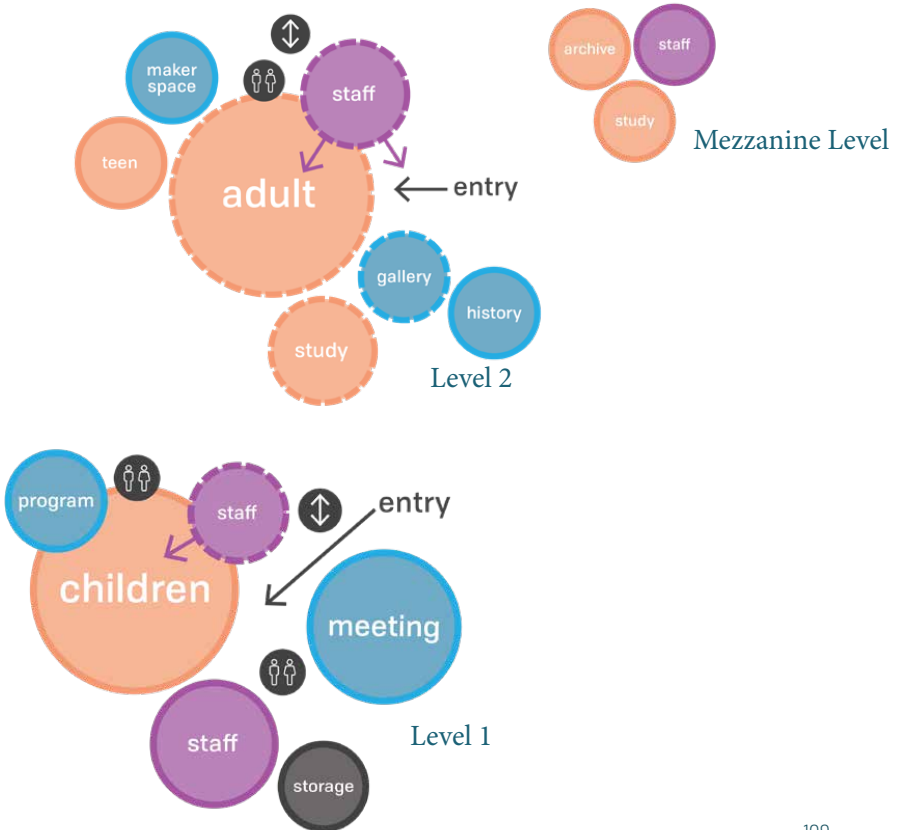 maker
space
staff
teen
adult
entry
gallery
history
study
Level 2
archive
staff
study
Mezzanine Level
program
staff
entry
children
meeting
staff
Level 1
storage